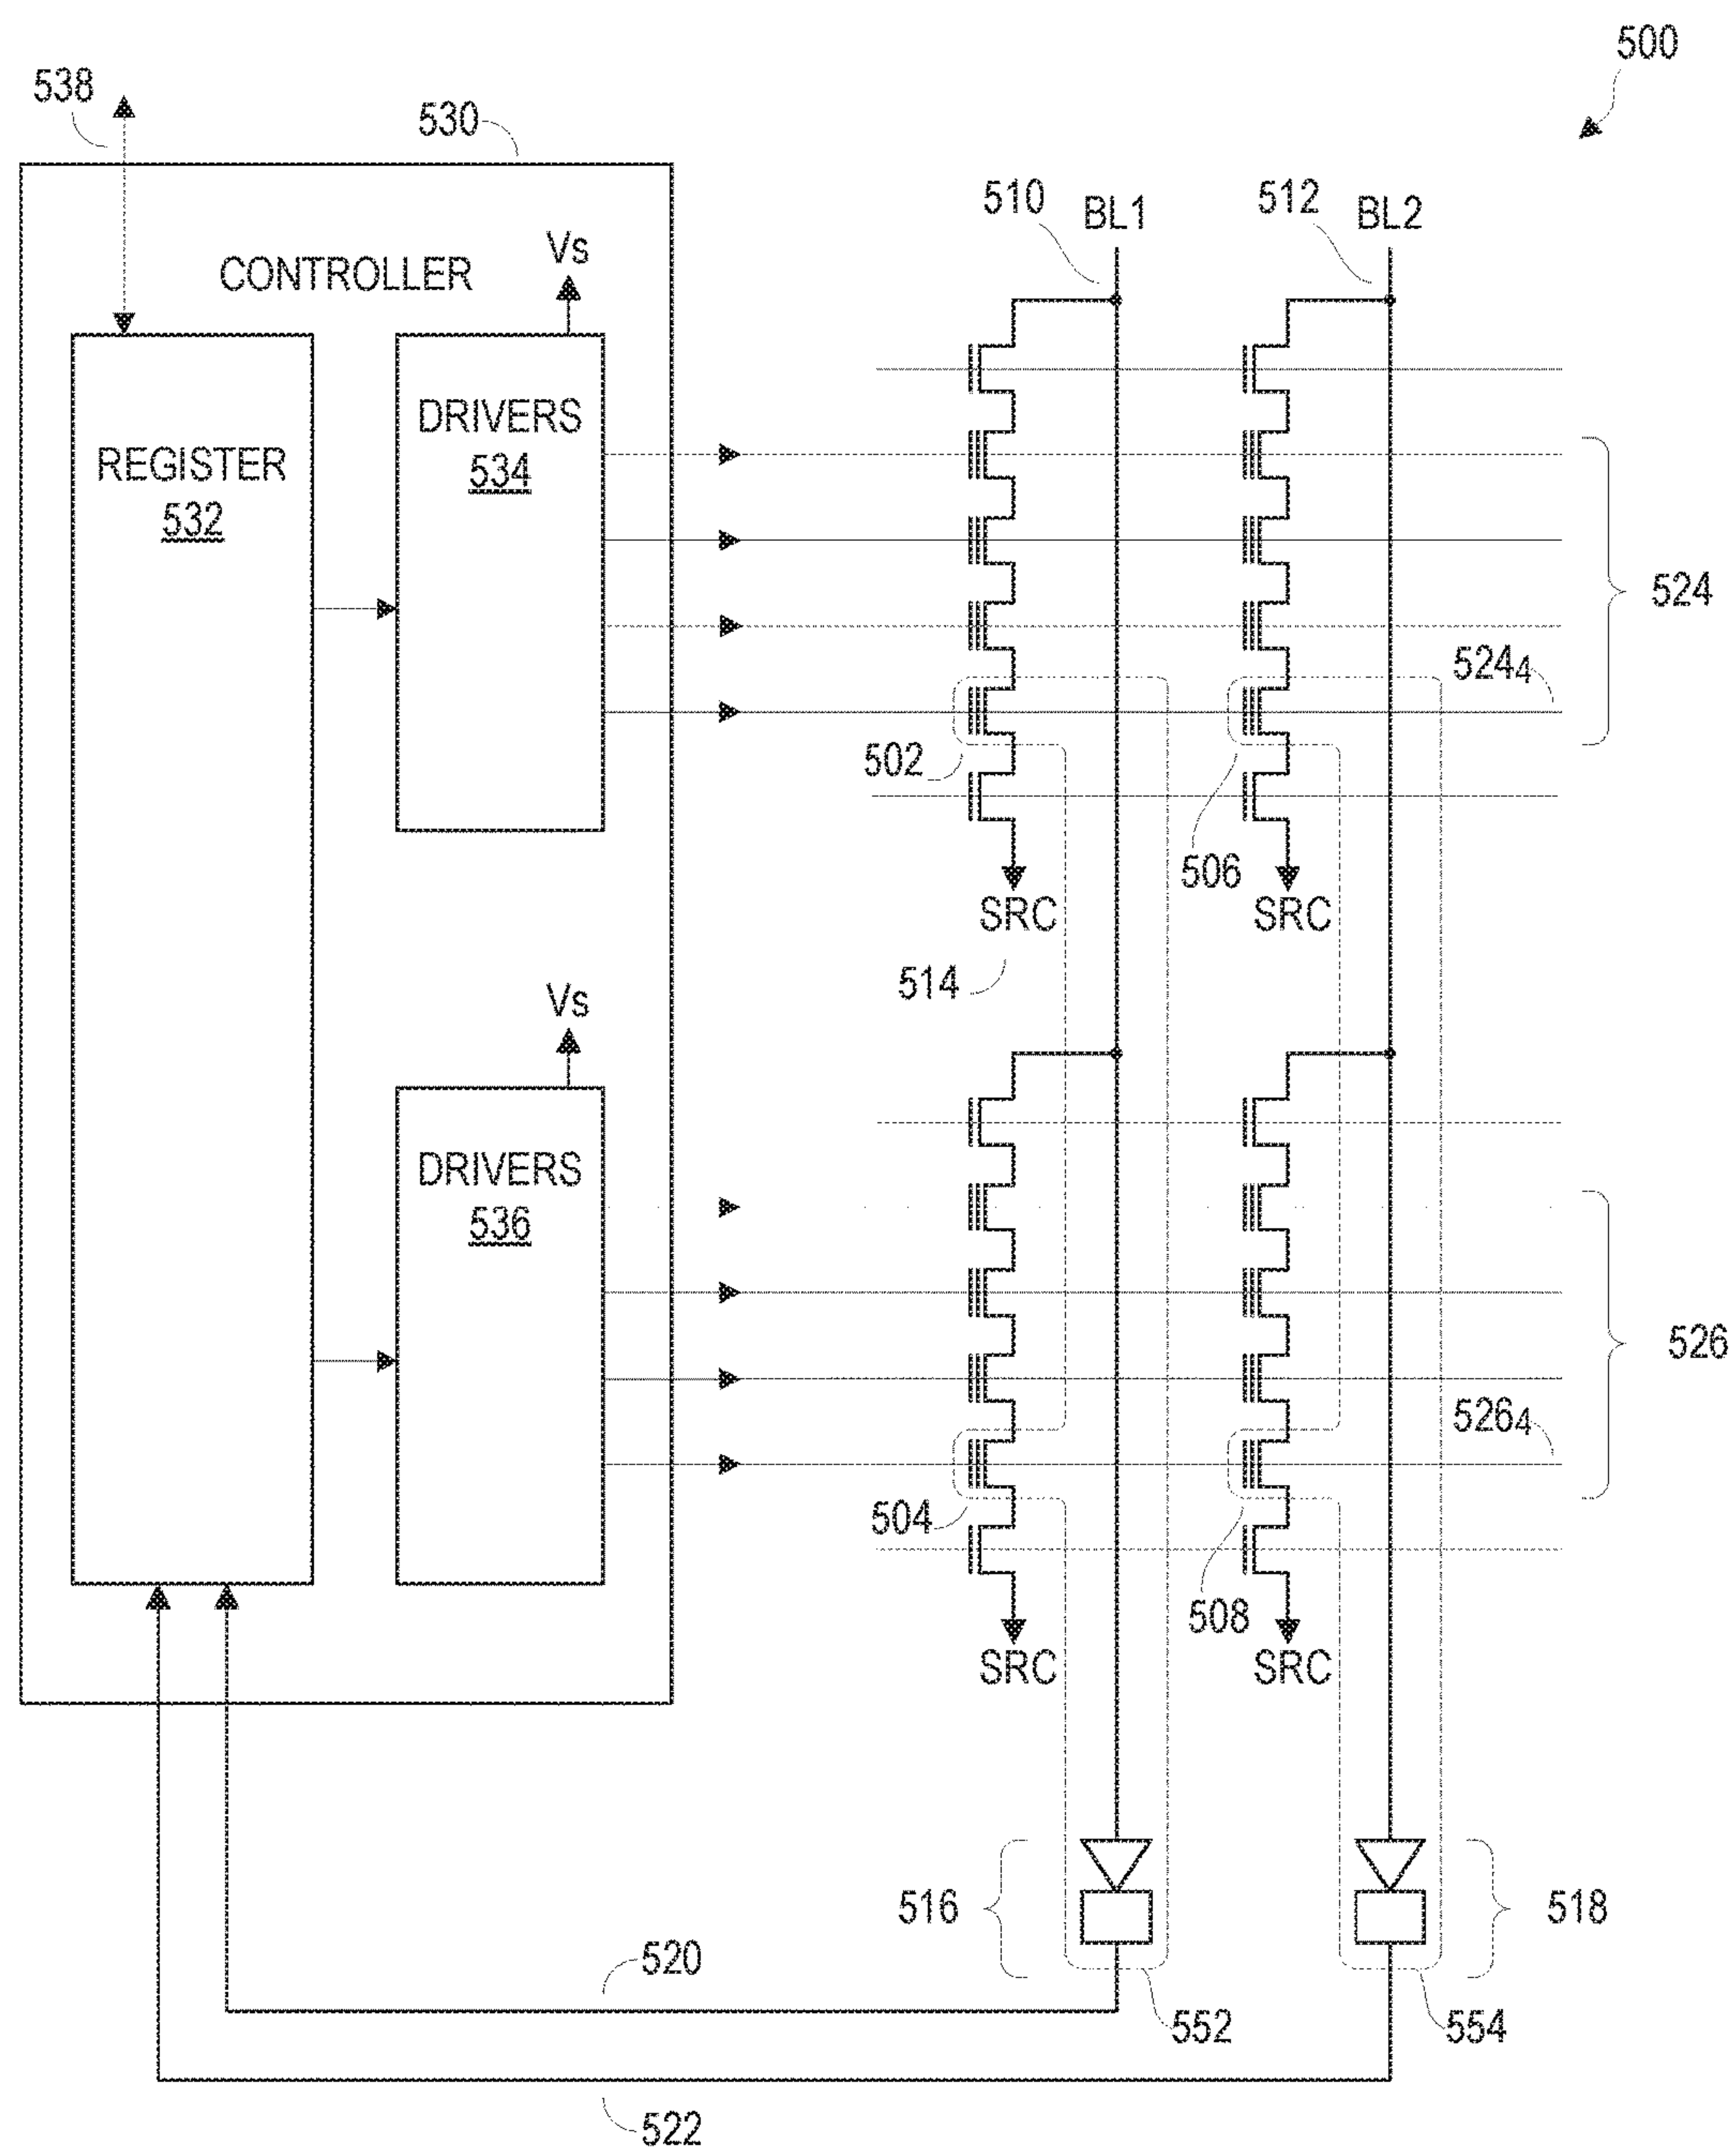 500
538
530
510 BL1 512 BL2
Vs
CONTROLLER
DRIVERS
534
REGISTER
532
524
524₄
502
506
SRC SRC
514
Vs
DRIVERS
536
526
526₄
504
508
SRC SRC
516 518
520
552 554
522